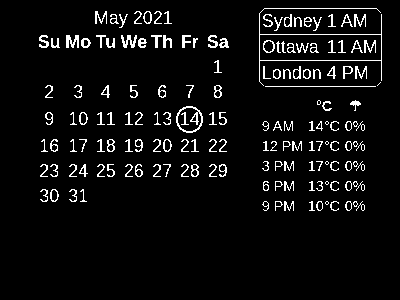 May 2021
Su Mo Tu We Th Fr Sa
1
2 3 4 5 6 7 8
9 10 11 12 13 14 15
16 17 18 19 20 21 22
23 24 25 26 27 28 29
30 31
Sydney 1 AM
Ottawa 11 AM
London 4 PM
°C
9 AM 14°C 0%
12 PM 17°C 0%
3 PM 17°C 0%
6 PM 13°C 0%
9 PM 10°C 0%